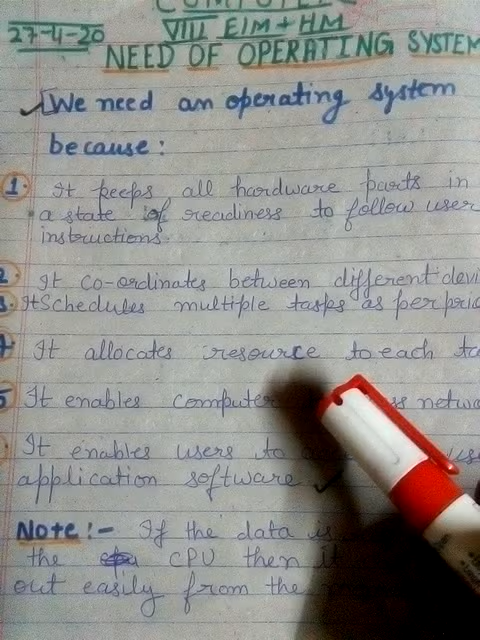 27-4-20
VIII E1M + HM
NEED OF OPERATING SYSTEM
We need an operating system
because :
1. It keeps all hardware parts in
a state of readiness to follow user
instructions.
2. It co-ordinates between different
3. It Schedules multiple tasks as per
It allocates resource to each
5 It enables computer
It enables users to
application software
Note :- If the data is
the CPU then it
out easily from the